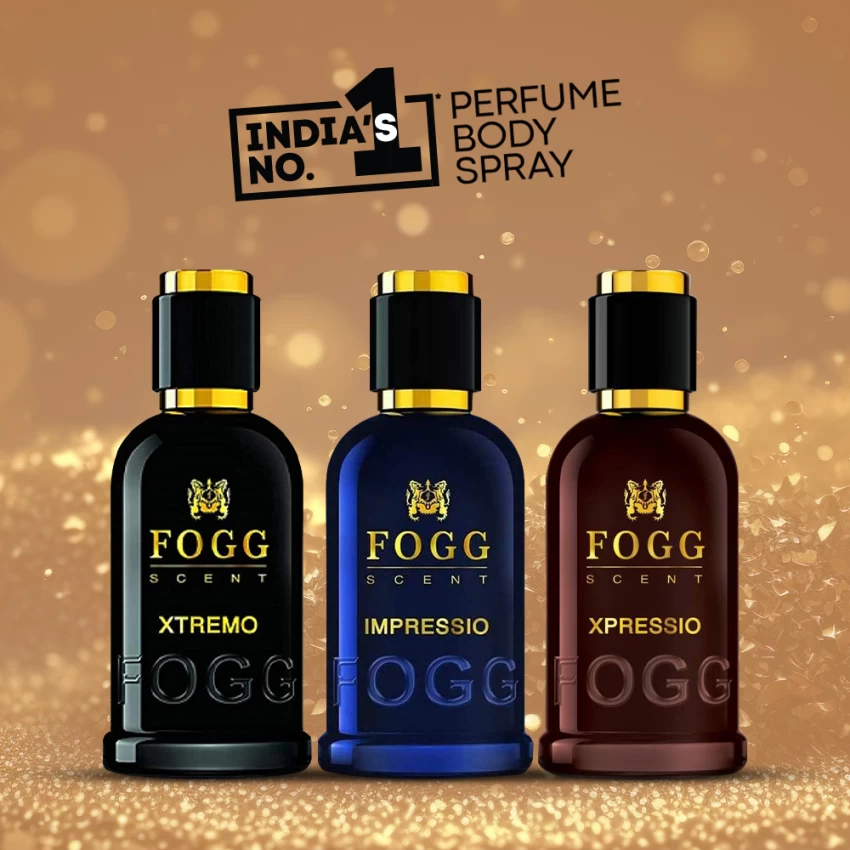 INDIA'S
NO. 1*
PERFUME
BODY
SPRAY
FOGG
SCENT
XTREMO
FOGG
FOGG
SCENT
IMPRESSIO
FOGG
FOGG
SCENT
XPRESSIO
FOGG